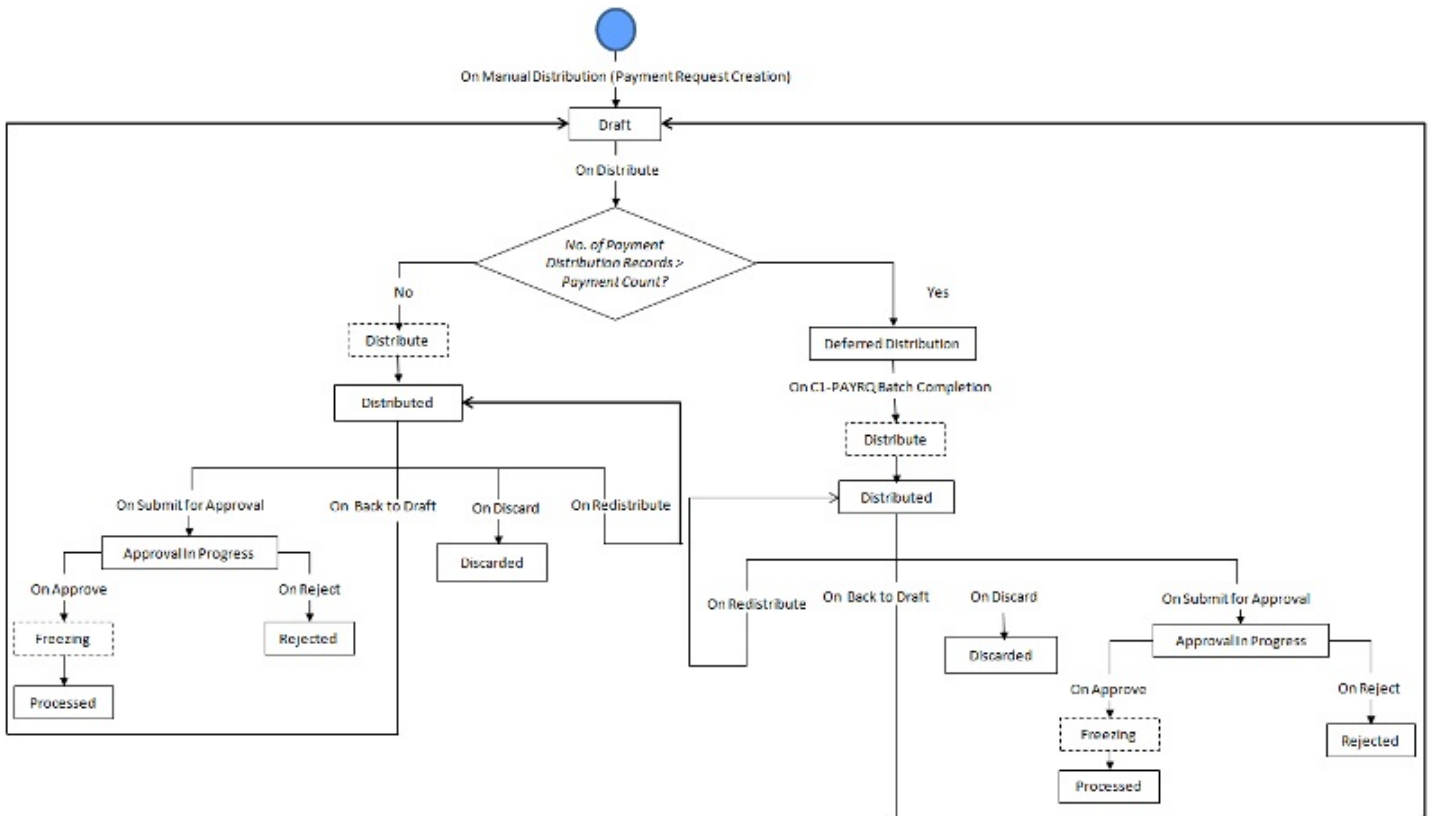 On Manual Distribution (Payment Request Creation)
Draft
On Distribute
No. of Payment
Distribution Records >
Payment Count?
No
Yes
Distribute
Deferred Distribution
On C1-PAYRQ Batch Completion
Distributed
Distribute
Distributed
On Submit for Approval
On Back to Draft
On Discard
On Redistribute
Approval In Progress
Discarded
On Approve
On Reject
Freezing
Rejected
Processed
On Redistribute
On Back to Draft
On Discard
On Submit for Approval
Discarded
Approval In Progress
On Approve
On Reject
Freezing
Rejected
Processed